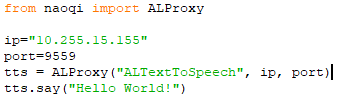 from naoqi import ALProxy
ip="10.255.15.155"
port=9559
tts = ALProxy("ALTextToSpeech", ip, port)
tts.say("Hello World!")